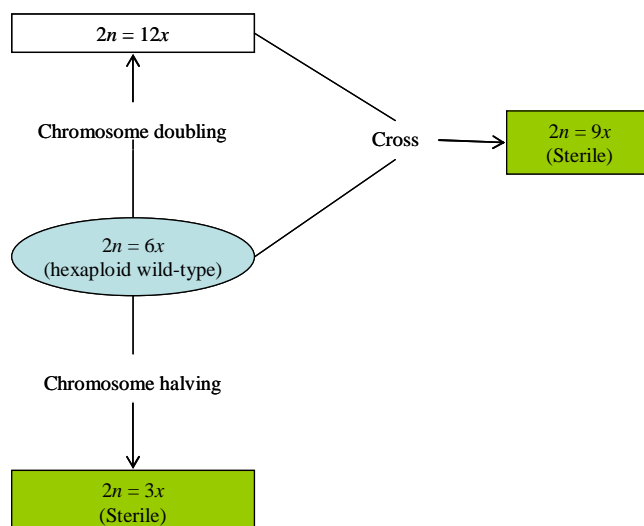 2n = 12x
Chromosome doubling
Cross
2n = 9x
(Sterile)
2n = 6x
(hexaploid wild-type)
Chromosome halving
2n = 3x
(Sterile)